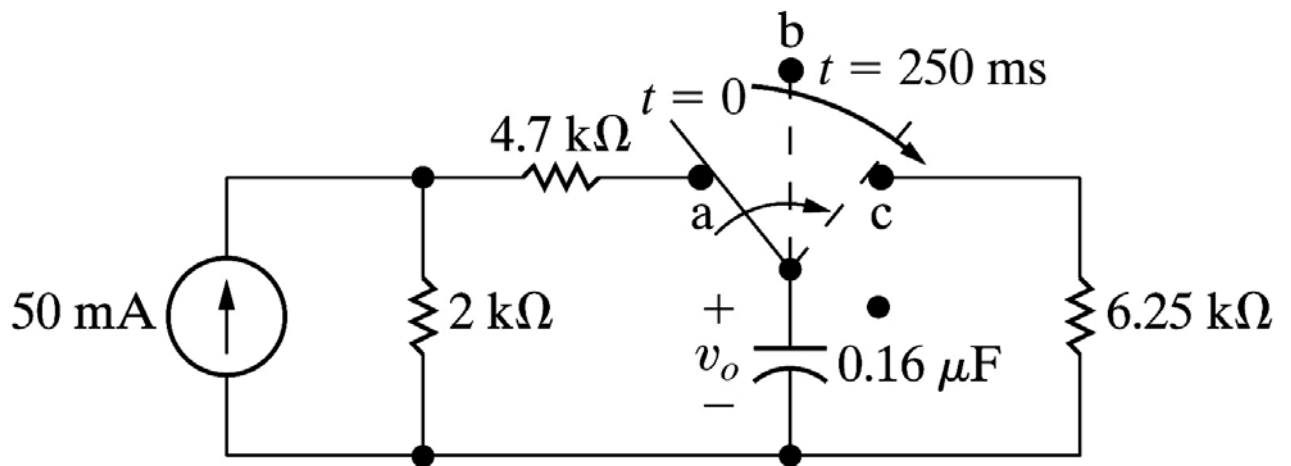 b
t = 250 ms
t = 0
4.7 kΩ
a
c
50 mA
2 kΩ
+
v_o
−
0.16 μF
6.25 kΩ